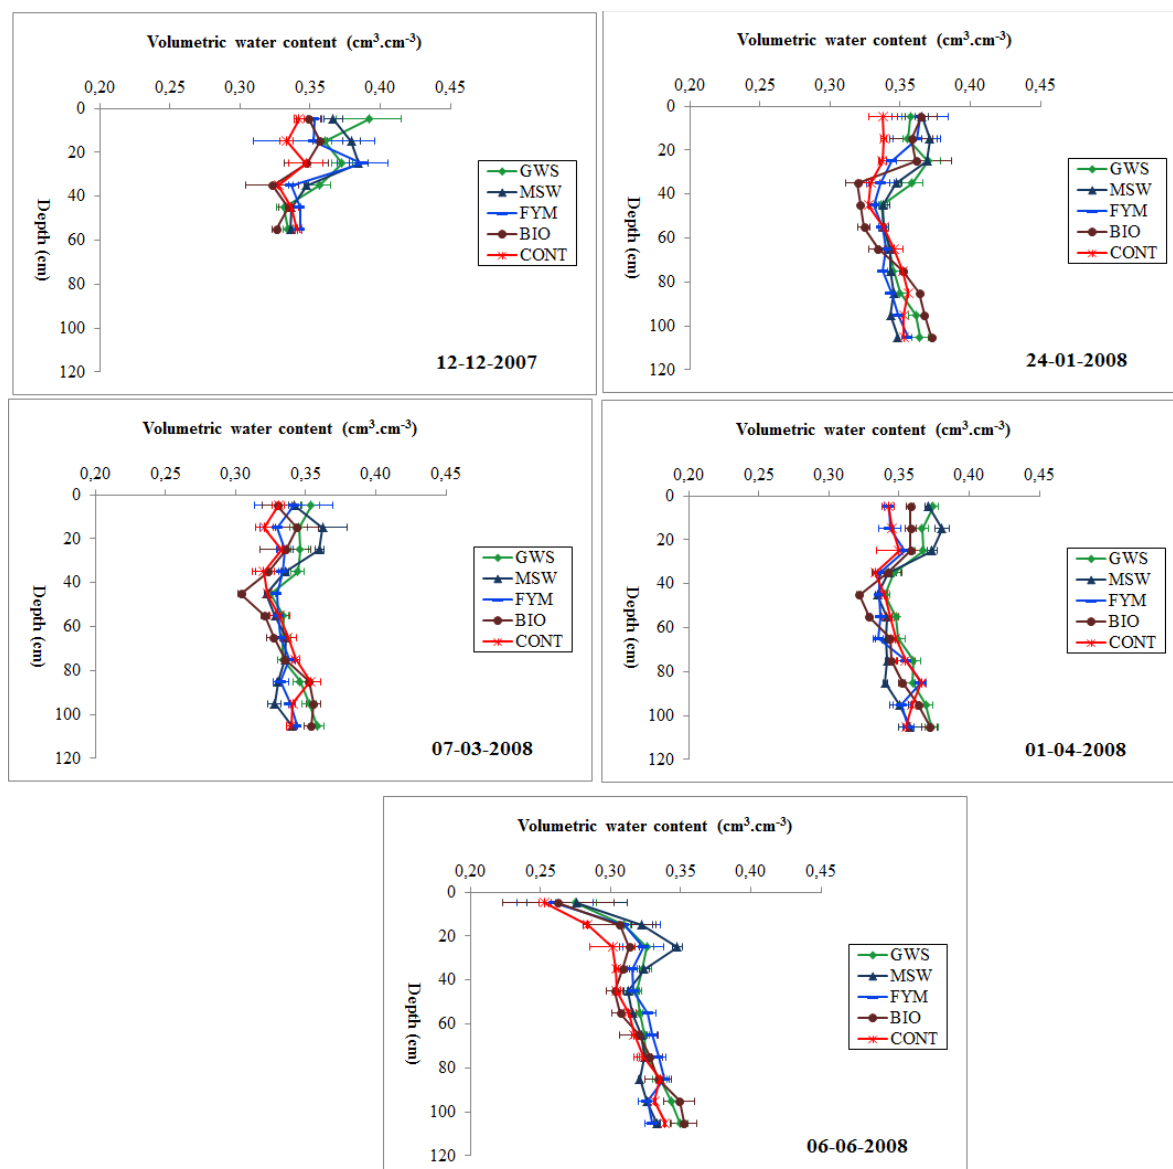 Volumetric water content (cm³.cm⁻³)
0,20 0,25 0,30 0,35 0,40 0,45
0
20
40
60
80
100
120
Depth (cm)
GWS
MSW
FYM
BIO
CONT
12-12-2007
Volumetric water content (cm³.cm⁻³)
0,20 0,25 0,30 0,35 0,40 0,45
0
20
40
60
80
100
120
Depth (cm)
GWS
MSW
FYM
BIO
CONT
24-01-2008
Volumetric water content (cm³.cm⁻³)
0,20 0,25 0,30 0,35 0,40 0,45
0
20
40
60
80
100
120
Depth (cm)
GWS
MSW
FYM
BIO
CONT
07-03-2008
Volumetric water content (cm³.cm⁻³)
0,20 0,25 0,30 0,35 0,40 0,45
0
20
40
60
80
100
120
Depth (cm)
GWS
MSW
FYM
BIO
CONT
01-04-2008
Volumetric water content (cm³.cm⁻³)
0,20 0,25 0,30 0,35 0,40 0,45
0
20
40
60
80
100
120
Depth (cm)
GWS
MSW
FYM
BIO
CONT
06-06-2008